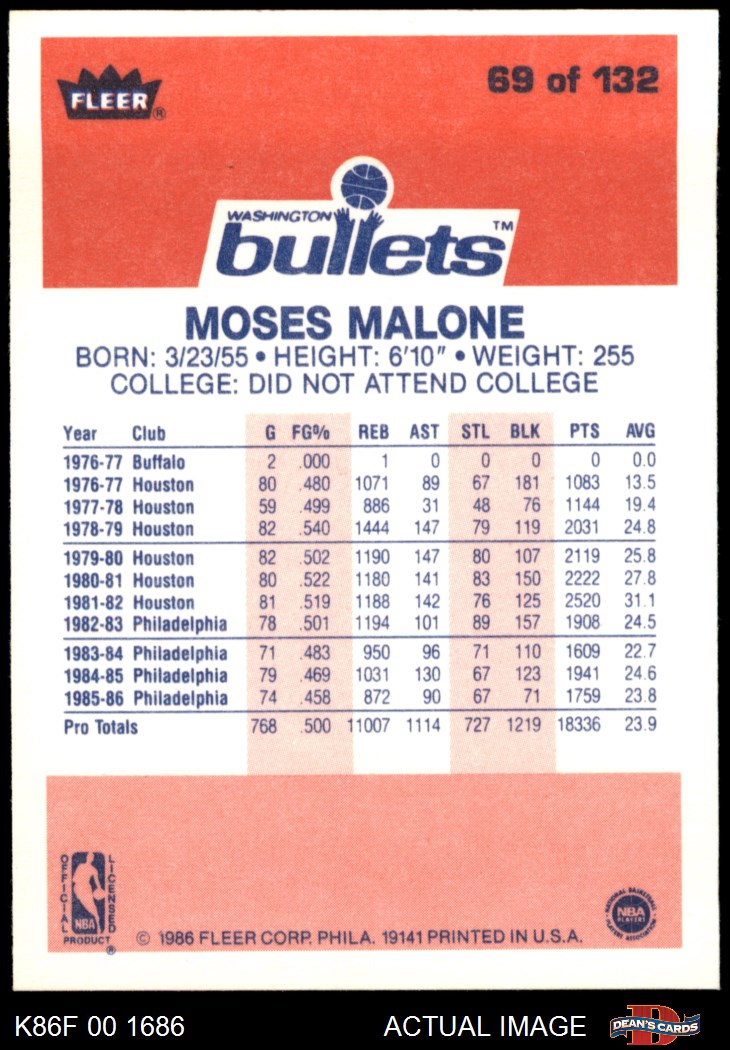 FLEER®
69 of 132
WASHINGTON
bullets™
MOSES MALONE
BORN: 3/23/55 • HEIGHT: 6'10" • WEIGHT: 255
COLLEGE: DID NOT ATTEND COLLEGE
Year Club G FG% REB AST STL BLK PTS AVG
1976-77 Buffalo 2 .000 1 0 0 0 0 0.0
1976-77 Houston 80 .480 1071 89 67 181 1083 13.5
1977-78 Houston 59 .499 886 31 48 76 1144 19.4
1978-79 Houston 82 .540 1444 147 79 119 2031 24.8
1979-80 Houston 82 .502 1190 147 80 107 2119 25.8
1980-81 Houston 80 .522 1180 141 83 150 2222 27.8
1981-82 Houston 81 .519 1188 142 76 125 2520 31.1
1982-83 Philadelphia 78 .501 1194 101 89 157 1908 24.5
1983-84 Philadelphia 71 .483 950 96 71 110 1609 22.7
1984-85 Philadelphia 79 .469 1031 130 67 123 1941 24.6
1985-86 Philadelphia 74 .458 872 90 67 71 1759 23.8
Pro Totals 768 .500 11007 1114 727 1219 18336 23.9
OFFICIAL
LICENSED
NBA
PRODUCT®
NATIONAL BASKETBALL
NBA
PLAYERS
PLAYERS ASSOCIATION
© 1986 FLEER CORP. PHILA. 19141 PRINTED IN U.S.A.
K86F 00 1686
ACTUAL IMAGE
D
DEAN'S CARDS